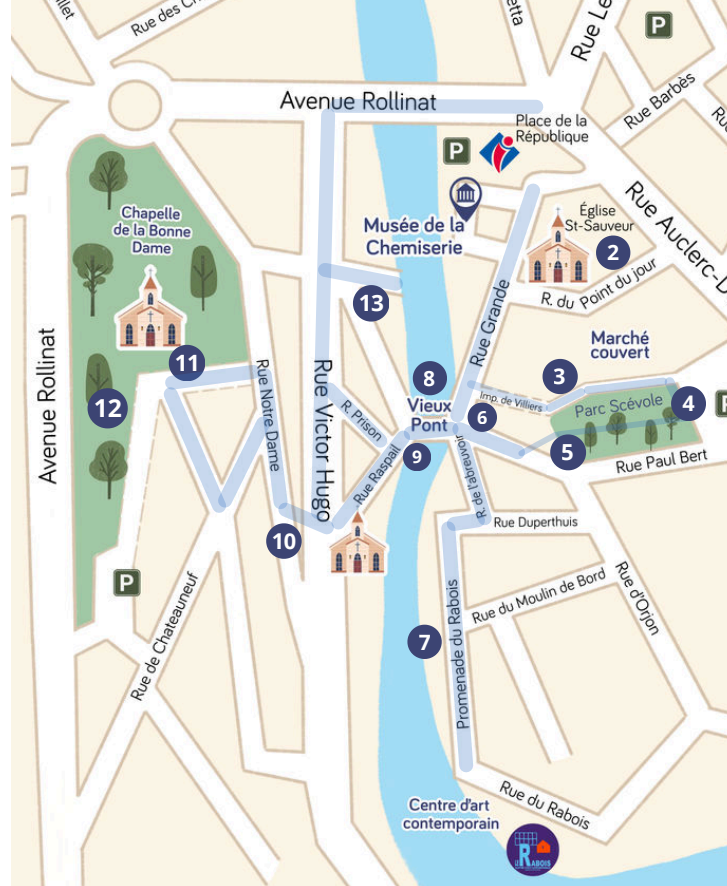 Rue des Ch
Rue Le
P
Avenue Rollinat
Rue Barbès
Place de la
République
P
Chapelle
de la Bonne
Dame
Musée de la
Chemiserie
Église
St-Sauveur
2
Rue Auclerc-D
R. du Point du jour
13
Rue Grande
Marché
couvert
11
8
3
Avenue Rollinat
12
Rue Notre Dame
Rue Victor Hugo
R. Prison
Vieux
Pont
6
Imp. de Villiers
Parc Scévole
4
P
9
5
Rue Raspail
R. de l'abreuvoir
Rue Paul Bert
10
Rue Duperthuis
P
Rue de Chateauneuf
7
Promenade du Rabois
Rue du Moulin de Bord
Rue d'Orjon
Centre d'art
contemporain
Rue du Rabois
RABOIS